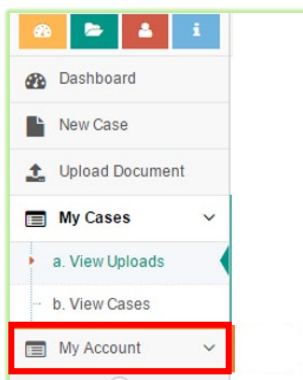 i
Dashboard
New Case
Upload Document
My Cases
a. View Uploads
b. View Cases
My Account